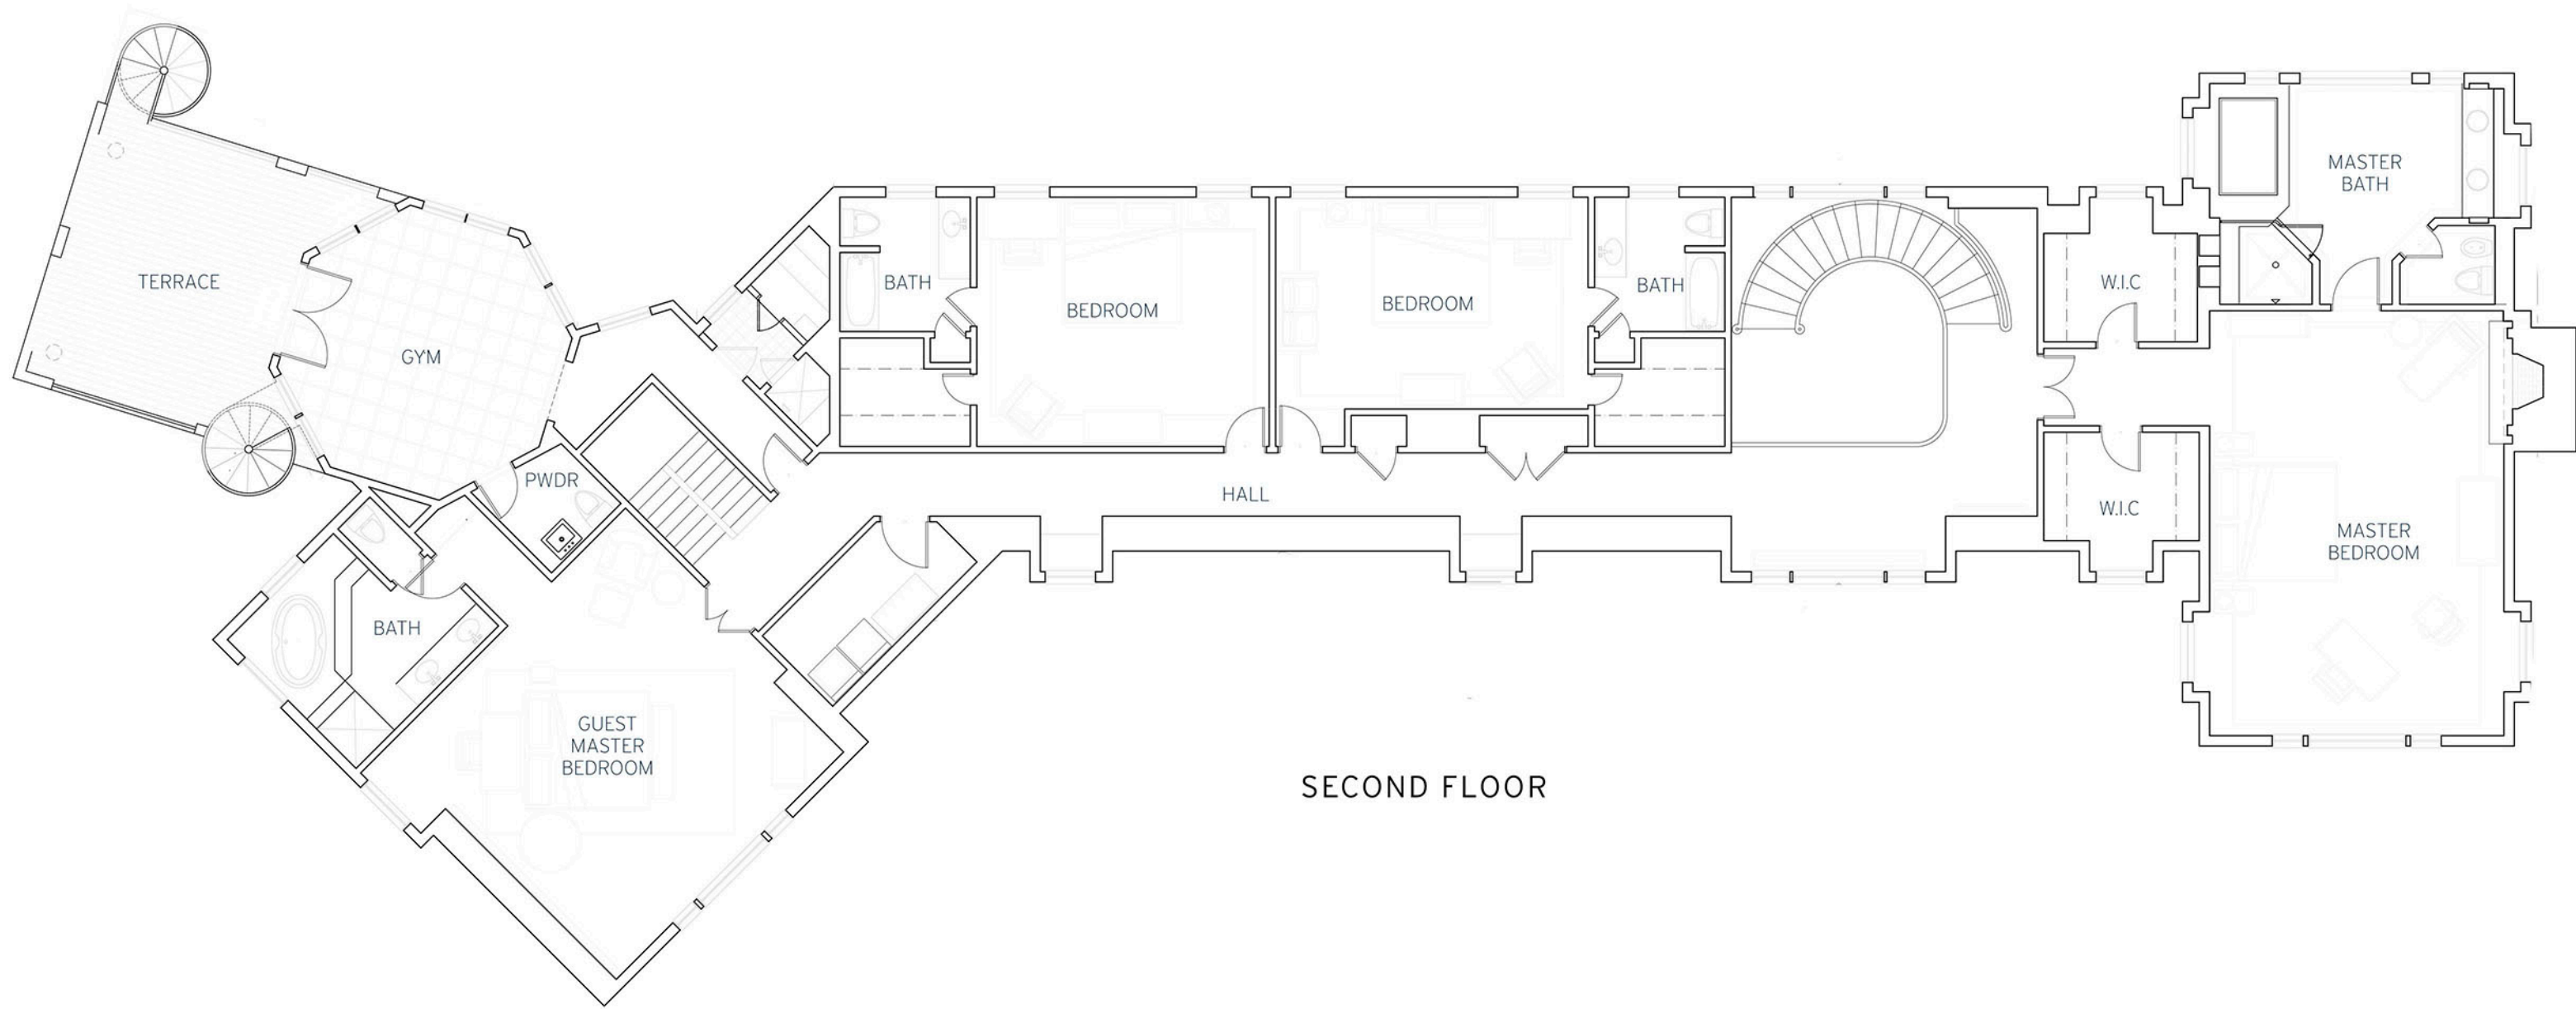 TERRACE
GYM
PWDR
BATH
GUEST
MASTER
BEDROOM
BATH
BEDROOM
BEDROOM
BATH
HALL
W.I.C
W.I.C
MASTER
BATH
MASTER
BEDROOM
SECOND FLOOR